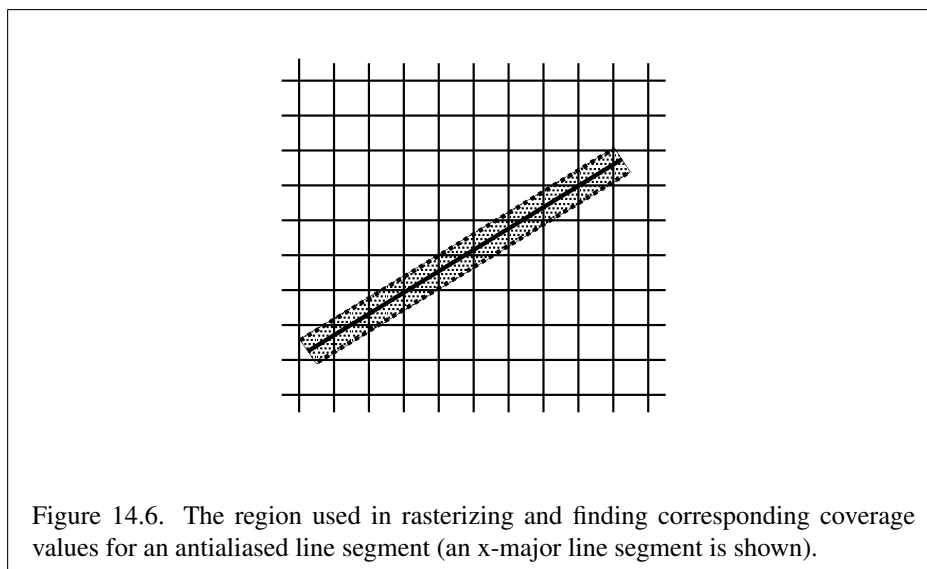 Figure 14.6. The region used in rasterizing and finding corresponding coverage
values for an antialiased line segment (an x-major line segment is shown).